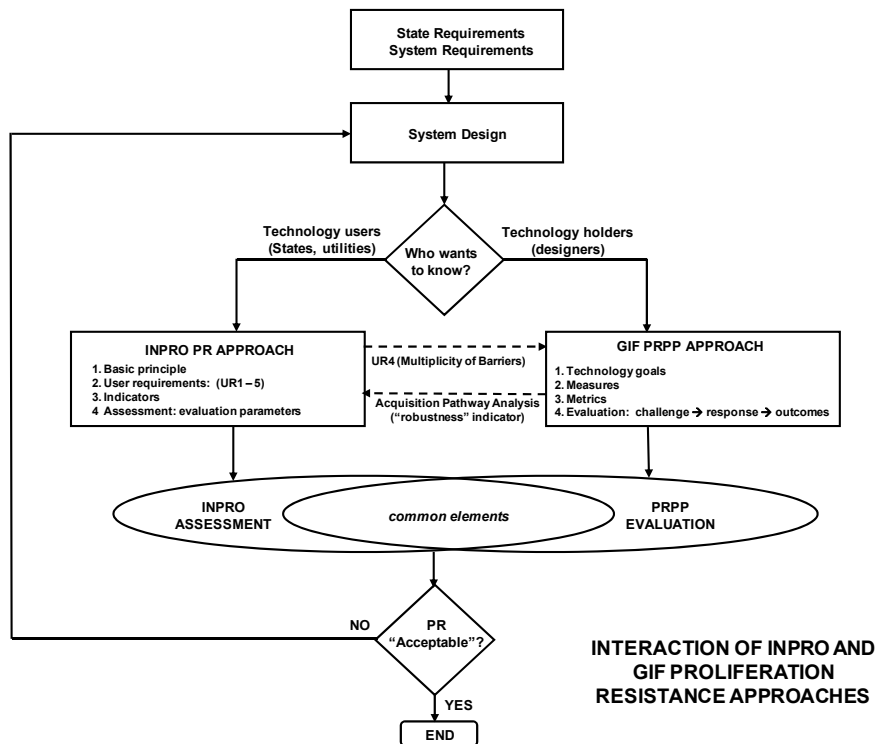 State Requirements
System Requirements
System Design
Technology users
(States, utilities)
Who wants
to know?
Technology holders
(designers)
INPRO PR APPROACH
1. Basic principle
2. User requirements: (UR1 – 5)
3. Indicators
4 Assessment: evaluation parameters
UR4 (Multiplicity of Barriers)
Acquisition Pathway Analysis
(“robustness” indicator)
GIF PRPP APPROACH
1. Technology goals
2. Measures
3. Metrics
4. Evaluation: challenge → response → outcomes
INPRO
ASSESSMENT
common elements
PRPP
EVALUATION
NO
PR
“Acceptable”?
YES
END
INTERACTION OF INPRO AND
GIF PROLIFERATION
RESISTANCE APPROACHES